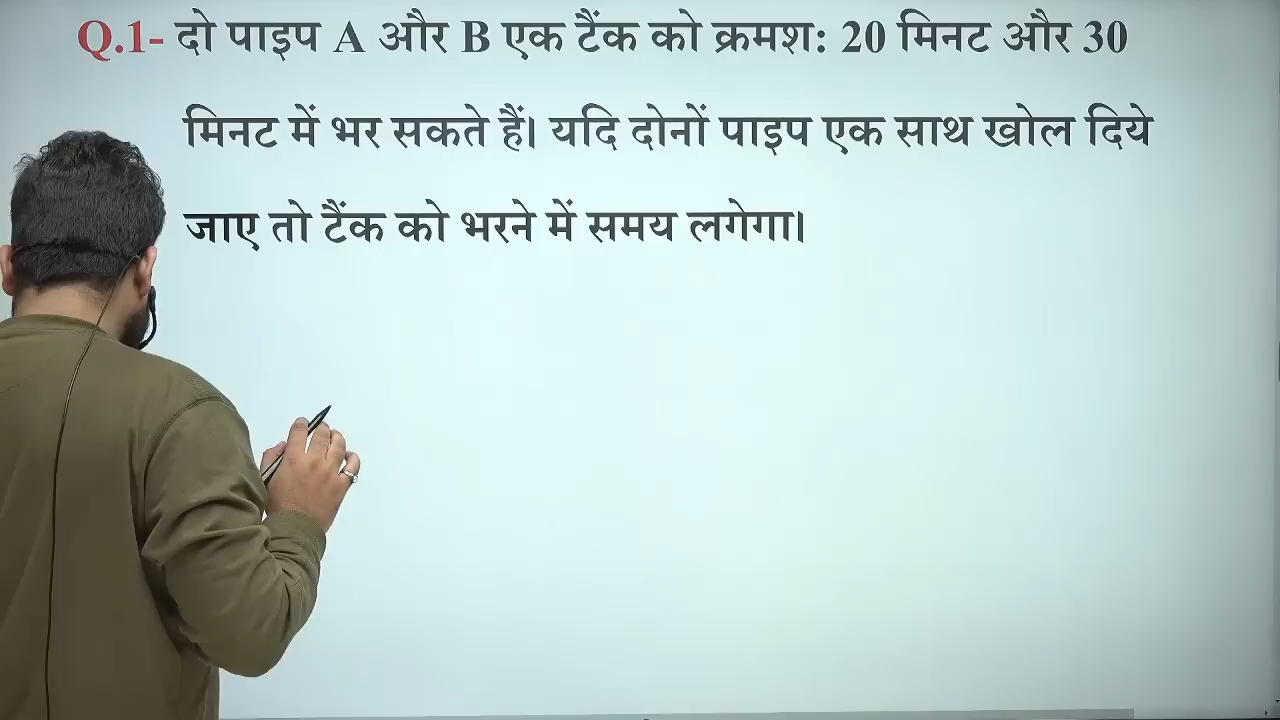 Q.1- दो पाइप A और B एक टैंक को क्रमश: 20 मिनट और 30
मिनट में भर सकते हैं। यदि दोनों पाइप एक साथ खोल दिये
जाए तो टैंक को भरने में समय लगेगा।